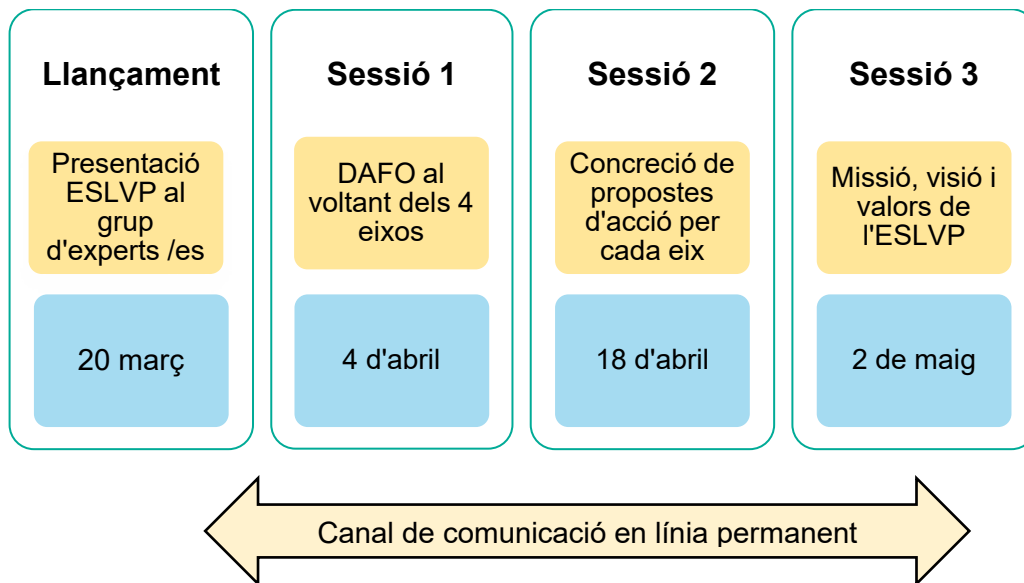 Llançament
Presentació
ESLVP al
grup
d'experts /es
20 març
Sessió 1
DAFO al
voltant dels 4
eixos
4 d'abril
Sessió 2
Concreció de
propostes
d'acció per
cada eix
18 d'abril
Sessió 3
Missió, visió i
valors de
l'ESLVP
2 de maig
Canal de comunicació en línia permanent